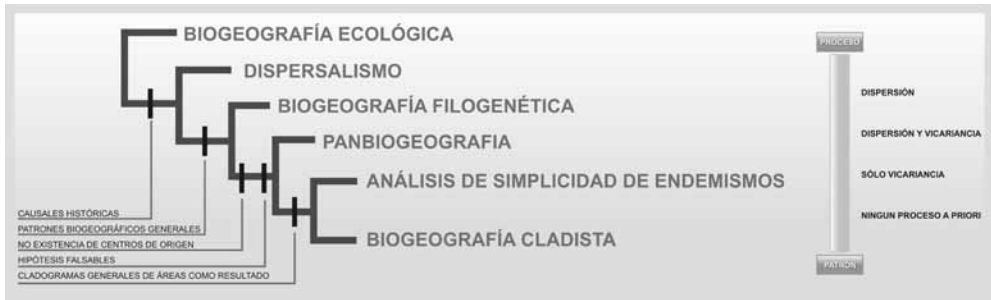 BIOGEOGRAFÍA ECOLÓGICA
DISPERSALISMO
BIOGEOGRAFÍA FILOGENÉTICA
PANBIOGEOGRAFIA
ANÁLISIS DE SIMPLICIDAD DE ENDEMISMOS
BIOGEOGRAFÍA CLADISTA
CAUSALES HISTÓRICAS
PATRONES BIOGEOGRÁFICOS GENERALES
NO EXISTENCIA DE CENTROS DE ORIGEN
HIPÓTESIS FALSABLES
CLADOGRAMAS GENERALES DE ÁREAS COMO RESULTADO
PROCESO
DISPERSIÓN
DISPERSIÓN Y VICARIANCIA
SÓLO VICARIANCIA
NINGUN PROCESO A PRIORI
PATRÓN